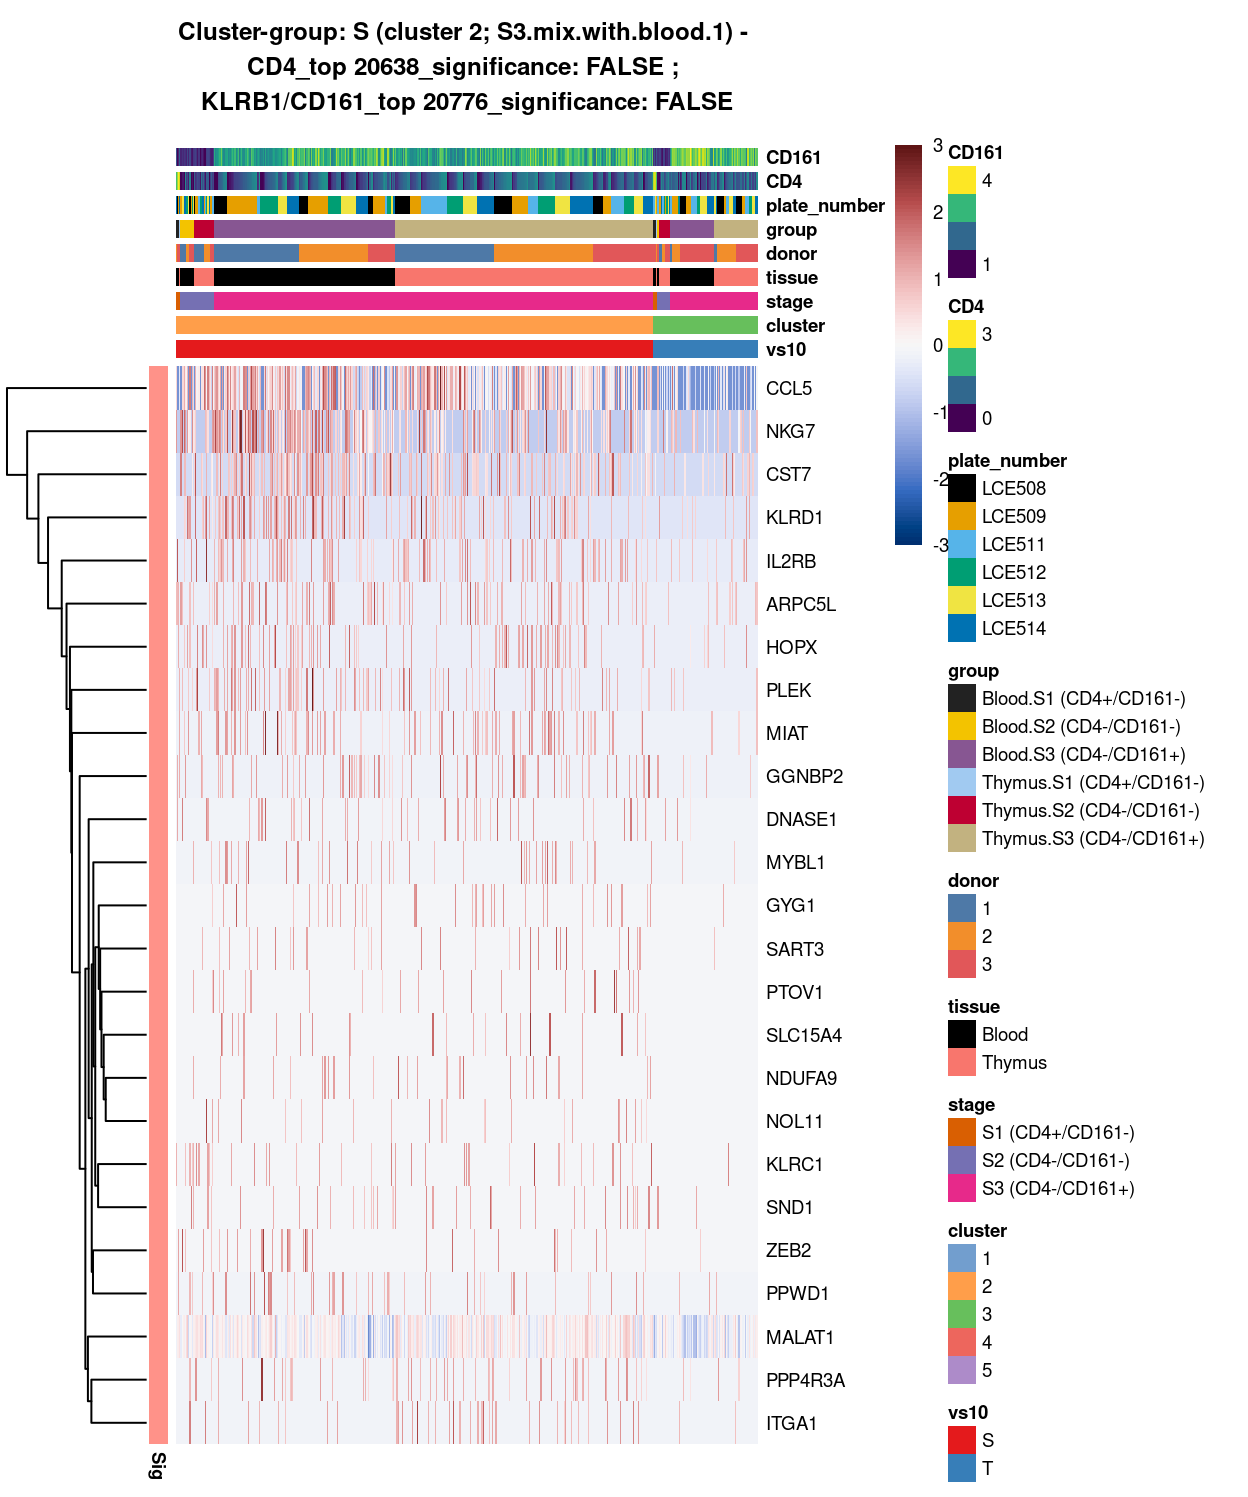 Cluster-group: S (cluster 2; S3.mix.with.blood.1) -
CD4_top 20638_significance: FALSE ;
KLRB1/CD161_top 20776_significance: FALSE
CD161
CD4
plate_number
group
donor
tissue
stage
cluster
vs10
CCL5
NKG7
CST7
KLRD1
IL2RB
ARPC5L
HOPX
PLEK
MIAT
GGNBP2
DNASE1
MYBL1
GYG1
SART3
PTOV1
SLC15A4
NDUFA9
NOL11
KLRC1
SND1
ZEB2
PPWD1
MALAT1
PPP4R3A
ITGA1
Sig
3
2
1
0
-1
-2
-3
CD161
4
1
CD4
3
0
plate_number
LCE508
LCE509
LCE511
LCE512
LCE513
LCE514
group
Blood.S1 (CD4+/CD161-)
Blood.S2 (CD4-/CD161-)
Blood.S3 (CD4-/CD161+)
Thymus.S1 (CD4+/CD161-)
Thymus.S2 (CD4-/CD161-)
Thymus.S3 (CD4-/CD161+)
donor
1
2
3
tissue
Blood
Thymus
stage
S1 (CD4+/CD161-)
S2 (CD4-/CD161-)
S3 (CD4-/CD161+)
cluster
1
2
3
4
5
vs10
S
T